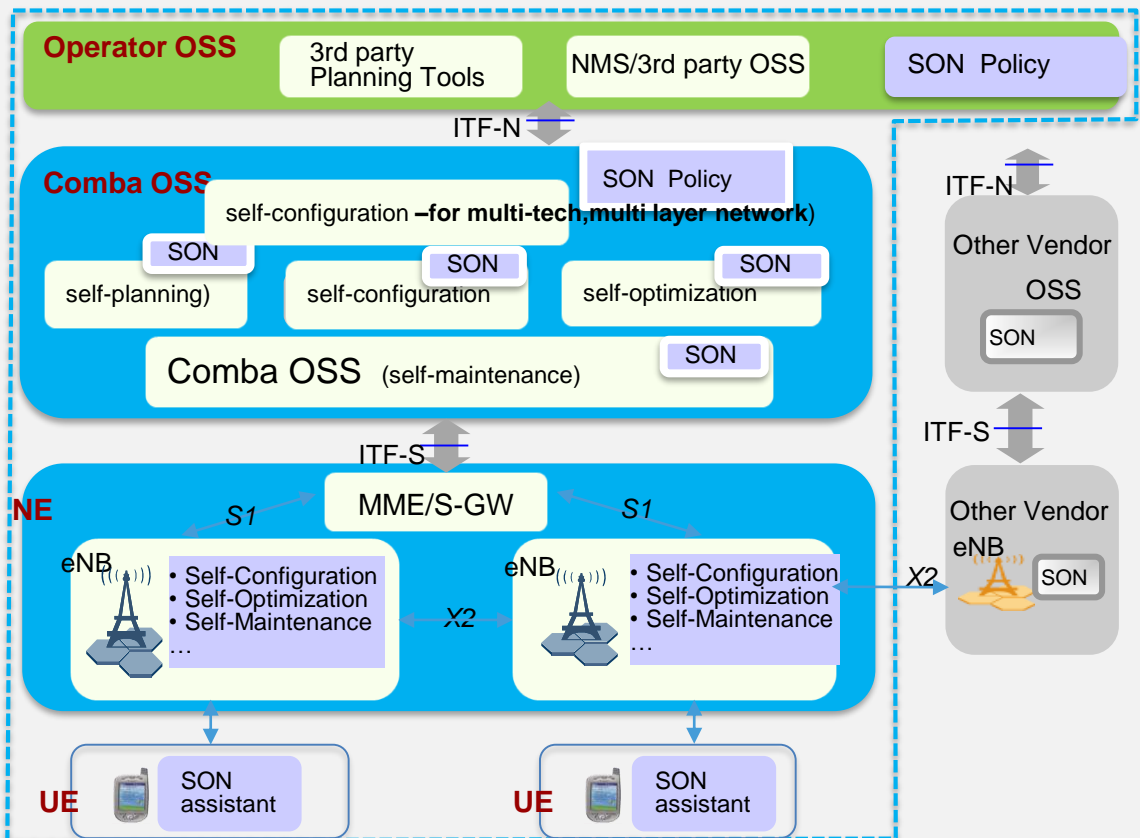 Operator OSS
3rd party
Planning Tools
NMS/3rd party OSS
SON Policy
ITF-N
Comba OSS
SON Policy
self-configuration –for multi-tech,multi layer network)
SON
self-planning)
SON
self-configuration
SON
self-optimization
SON
Comba OSS (self-maintenance)
ITF-N
Other Vendor
OSS
SON
ITF-S
ITF-S
NE
MME/S-GW
S1
S1
eNB
• Self-Configuration
• Self-Optimization
• Self-Maintenance
…
X2
eNB
• Self-Configuration
• Self-Optimization
• Self-Maintenance
…
X2
Other Vendor
eNB
SON
UE
SON
assistant
UE
SON
assistant